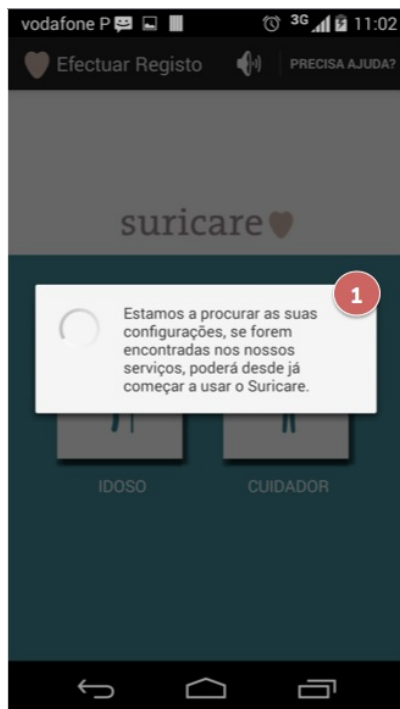 vodafone P 3G 11:02
Efectuar Registo PRECISA AJUDA?
suricare
1
Estamos a procurar as suas
configurações, se forem
encontradas nos nossos
serviços, poderá desde já
começar a usar o Suricare.
IDOSO CUIDADOR